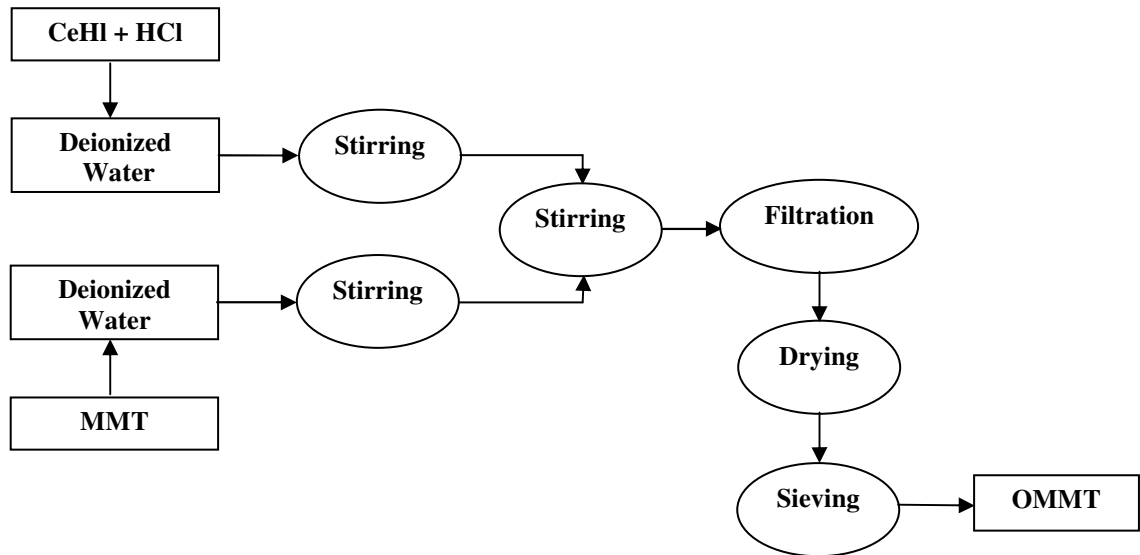 CeHl + HCl
Deionized
Water
Stirring
Stirring
Filtration
Deionized
Water
Stirring
Drying
MMT
Sieving
OMMT